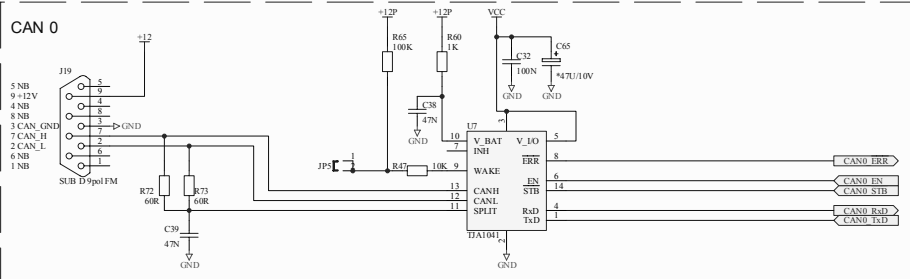 CAN 0
+12
J19
5 NB
9 +12V
4 NB
8 NB
3 CAN_GND
7 CAN_H
2 CAN_L
6 NB
1 NB
5
9
4
8
3
7
2
6
1
SUB D 9pol FM
GND
R72
60R
R73
60R
C39
47N
GND
+12P
R65
100K
JP5
1
2
R47
10K
+12P
R60
1K
C38
47N
GND
VCC
C32
100N
GND
C65
+
*47U/10V
GND
U7
3
10 V_BAT
7 INH
9 WAKE
13 CANH
12 CANL
11 SPLIT
V_I/O 5
ERR 8
EN 6
STB 14
RxD 4
TxD 1
TJA1041
2
GND
CAN0_ERR
CAN0_EN
CAN0_STB
CAN0_RxD
CAN0_TxD